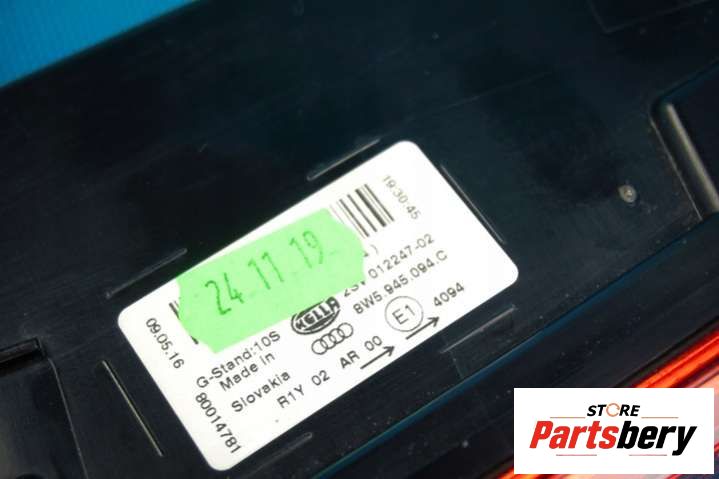 19:30:45
24.11.19
2SV 012247-02
09.05.16
HELLA
8W5.945.094.C
G-Stand:10S
Made in
Slovakia
E1
4094
R1Y 02 AR 00
80014781
STORE
Partsbery